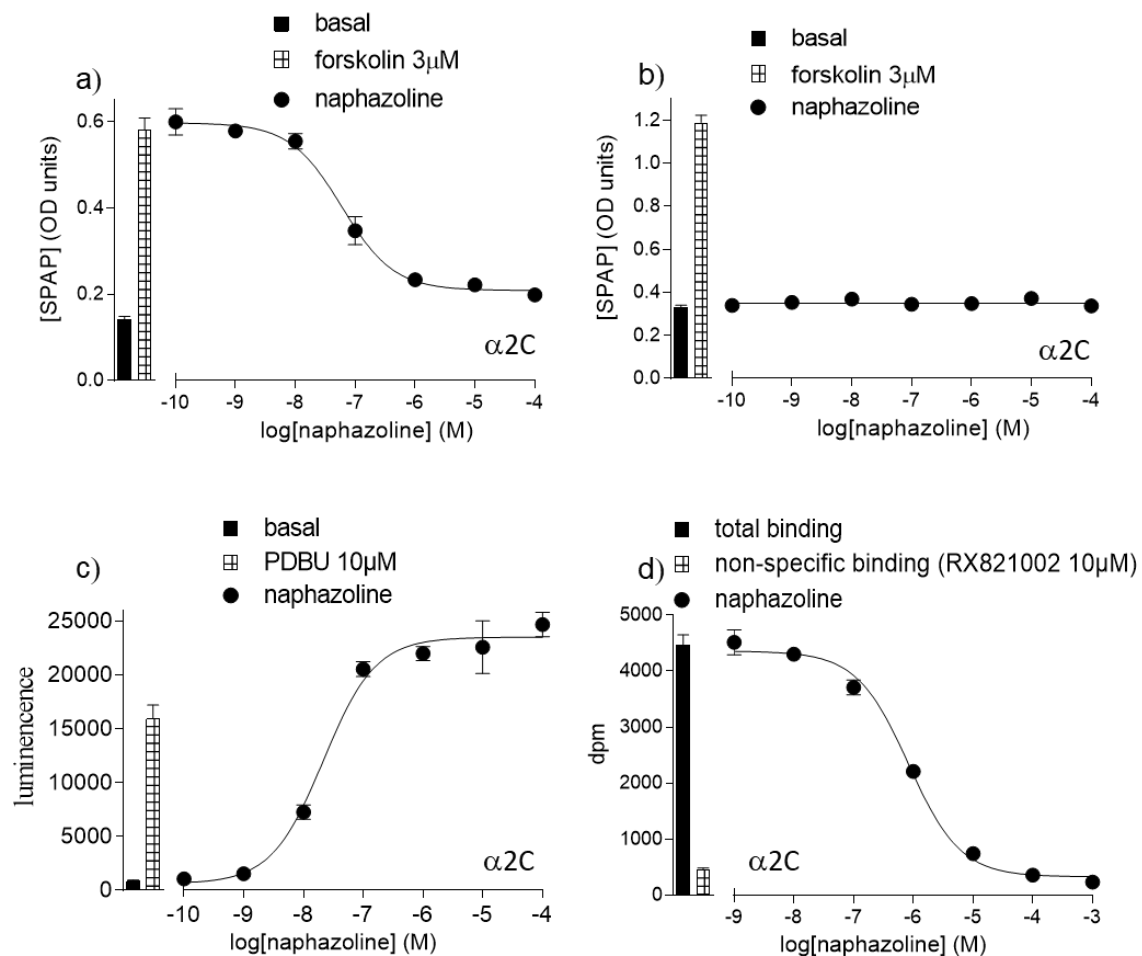 a)
basal
forskolin 3μM
naphazoline
[SPAP] (OD units)
0.6
0.4
0.2
0.0
α2C
-10 -9 -8 -7 -6 -5 -4
log[naphazoline] (M)
b)
basal
forskolin 3μM
naphazoline
[SPAP] (OD units)
1.2
1.0
0.8
0.6
0.4
0.2
0.0
α2C
-10 -9 -8 -7 -6 -5 -4
log[naphazoline] (M)
c)
basal
PDBU 10μM
naphazoline
luminencence
25000
20000
15000
10000
5000
0
α2C
-10 -9 -8 -7 -6 -5 -4
log[naphazoline] (M)
d)
total binding
non-specific binding (RX821002 10μM)
naphazoline
dpm
5000
4000
3000
2000
1000
0
α2C
-9 -8 -7 -6 -5 -4 -3
log[naphazoline] (M)